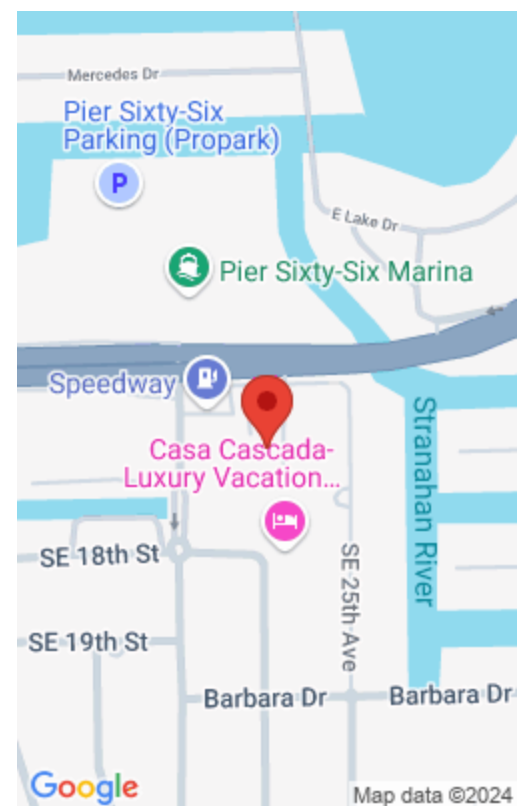 Mercedes Dr
Pier Sixty-Six
Parking (Propark)
P
E Lake Dr
Pier Sixty-Six Marina
Speedway
Casa Cascada-
Luxury Vacation...
Stranahan River
SE 18th St
SE 25th Ave
SE 19th St
Barbara Dr
Barbara Dr
Google
Map data ©2024